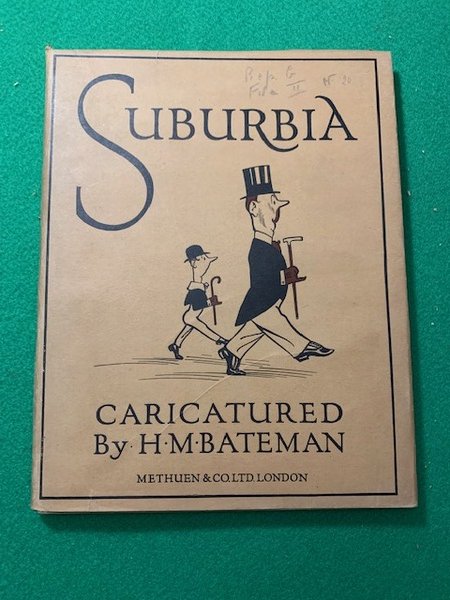 SUBURBIA
CARICATURED
By·H·M·BATEMAN
METHUEN & CO. LTD. LONDON